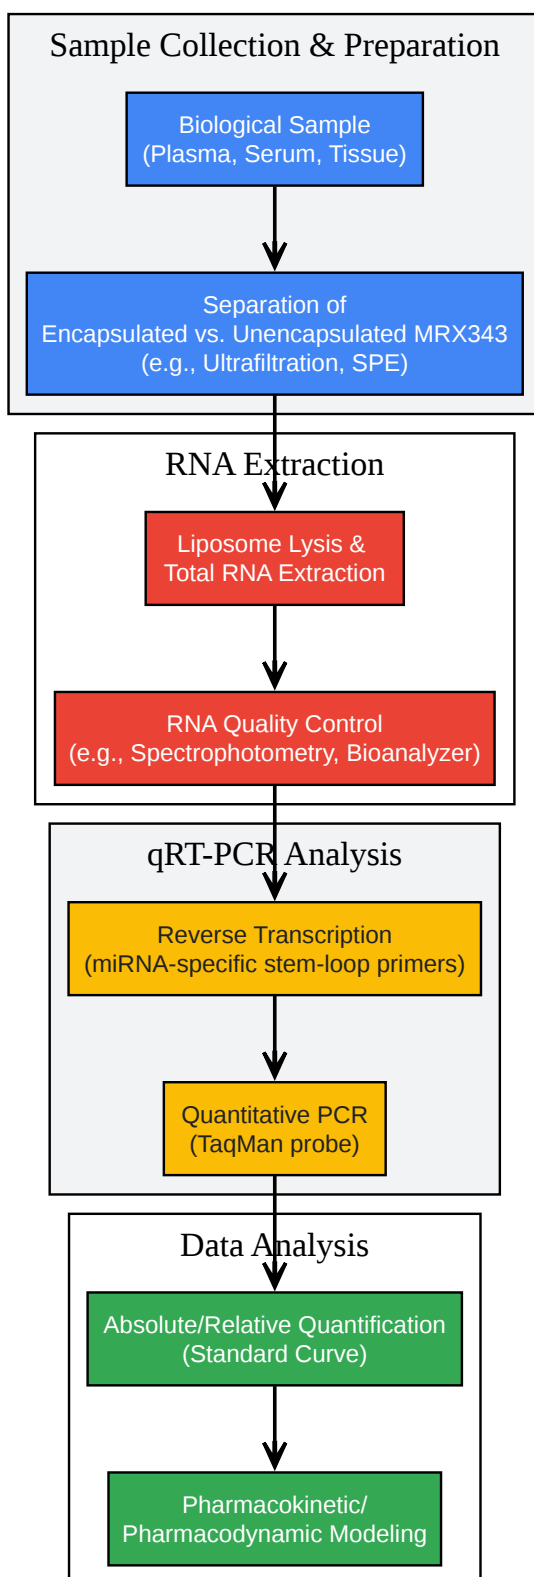 Sample Collection & Preparation
Biological Sample
(Plasma, Serum, Tissue)
Separation of
Encapsulated vs. Unencapsulated MRX343
(e.g., Ultrafiltration, SPE)
RNA Extraction
Liposome Lysis &
Total RNA Extraction
RNA Quality Control
(e.g., Spectrophotometry, Bioanalyzer)
qRT-PCR Analysis
Reverse Transcription
(miRNA-specific stem-loop primers)
Quantitative PCR
(TaqMan probe)
Data Analysis
Absolute/Relative Quantification
(Standard Curve)
Pharmacokinetic/
Pharmacodynamic Modeling